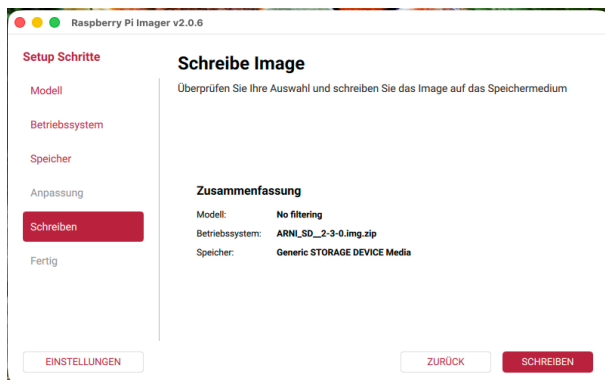 Raspberry Pi Imager v2.0.6
Setup Schritte
Modell
Betriebssystem
Speicher
Anpassung
Schreiben
Fertig
EINSTELLUNGEN
Schreibe Image
Überprüfen Sie Ihre Auswahl und schreiben Sie das Image auf das Speichermedium
Zusammenfassung
Modell: No filtering
Betriebssystem: ARNI_SD__2-3-0.img.zip
Speicher: Generic STORAGE DEVICE Media
ZURÜCK SCHREIBEN